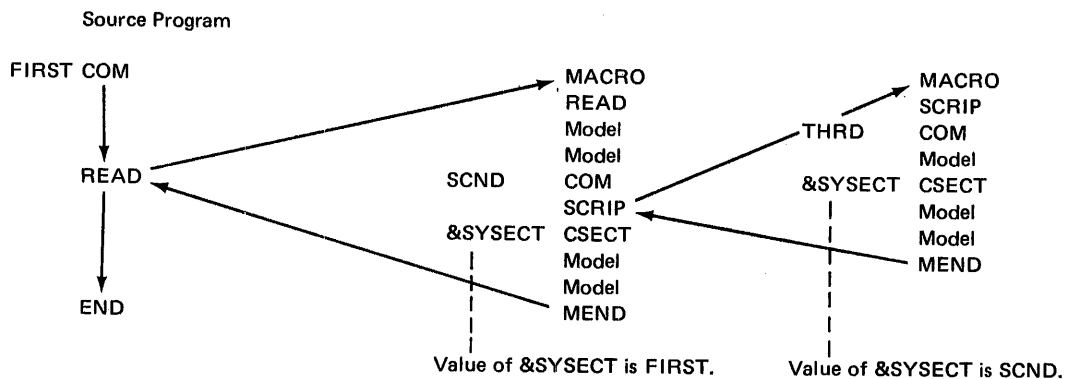 Source Program
FIRST COM
READ
END
MACRO
READ
Model
Model
SCND COM
SCRIP
&SYSECT CSECT
Model
Model
MEND
Value of &SYSECT is FIRST.
MACRO
SCRIP
THRD COM
Model
&SYSECT CSECT
Model
Model
MEND
Value of &SYSECT is SCND.